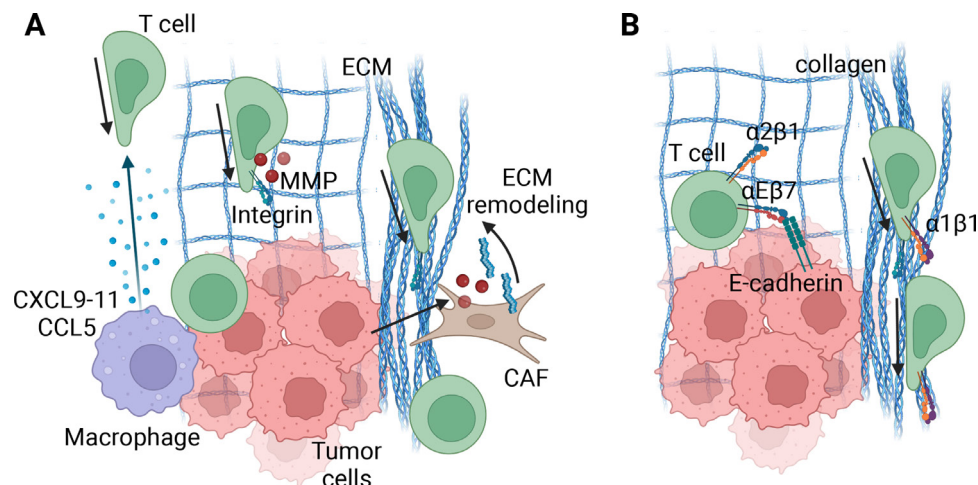 A
T cell
ECM
MMP
Integrin
ECM
remodeling
CXCL9-11
CCL5
CAF
Macrophage
Tumor
cells
B
collagen
α2β1
T cell
αEβ7
α1β1
E-cadherin